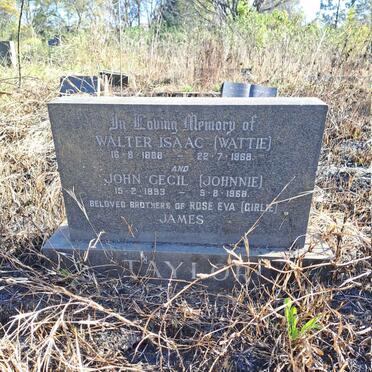 In Loving Memory of
WALTER ISAAC (WATTIE)
16-8-1888 - 22-7-1968.
AND
JOHN CECIL (JOHNNIE)
15-2-1893 - 5-8-1968.
BELOVED BROTHERS OF ROSE EVA (GIRLIE)
JAMES
TAYLOR